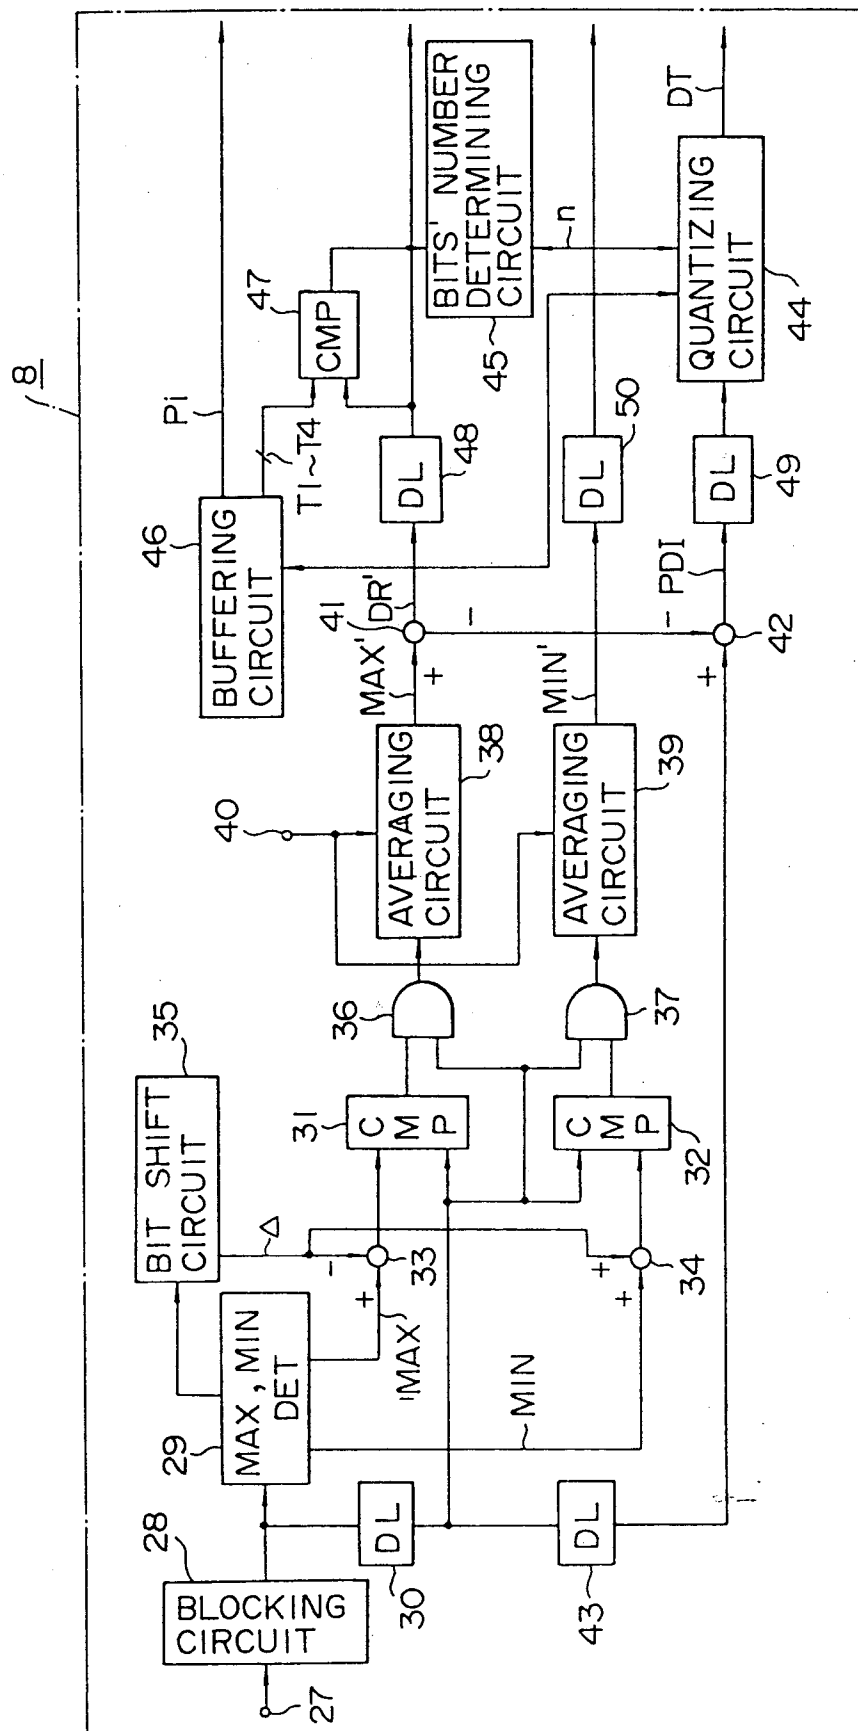 8
27
BLOCKING
CIRCUIT
28
29
MAX, MIN
DET
BIT SHIFT
CIRCUIT
35
Δ
MAX
MIN
DL
30
DL
43
33
34
-
+
+
+
CMP
31
CMP
32
36
37
40
AVERAGING
CIRCUIT
38
AVERAGING
CIRCUIT
39
MAX'
MIN'
+
-
41
DR'
-
+
42
PDI
BUFFERING
CIRCUIT
46
Pi
T1~T4
DL
48
DL
50
DL
49
CMP
47
BITS' NUMBER
DETERMINING
CIRCUIT
45
n
QUANTIZING
CIRCUIT
44
DT